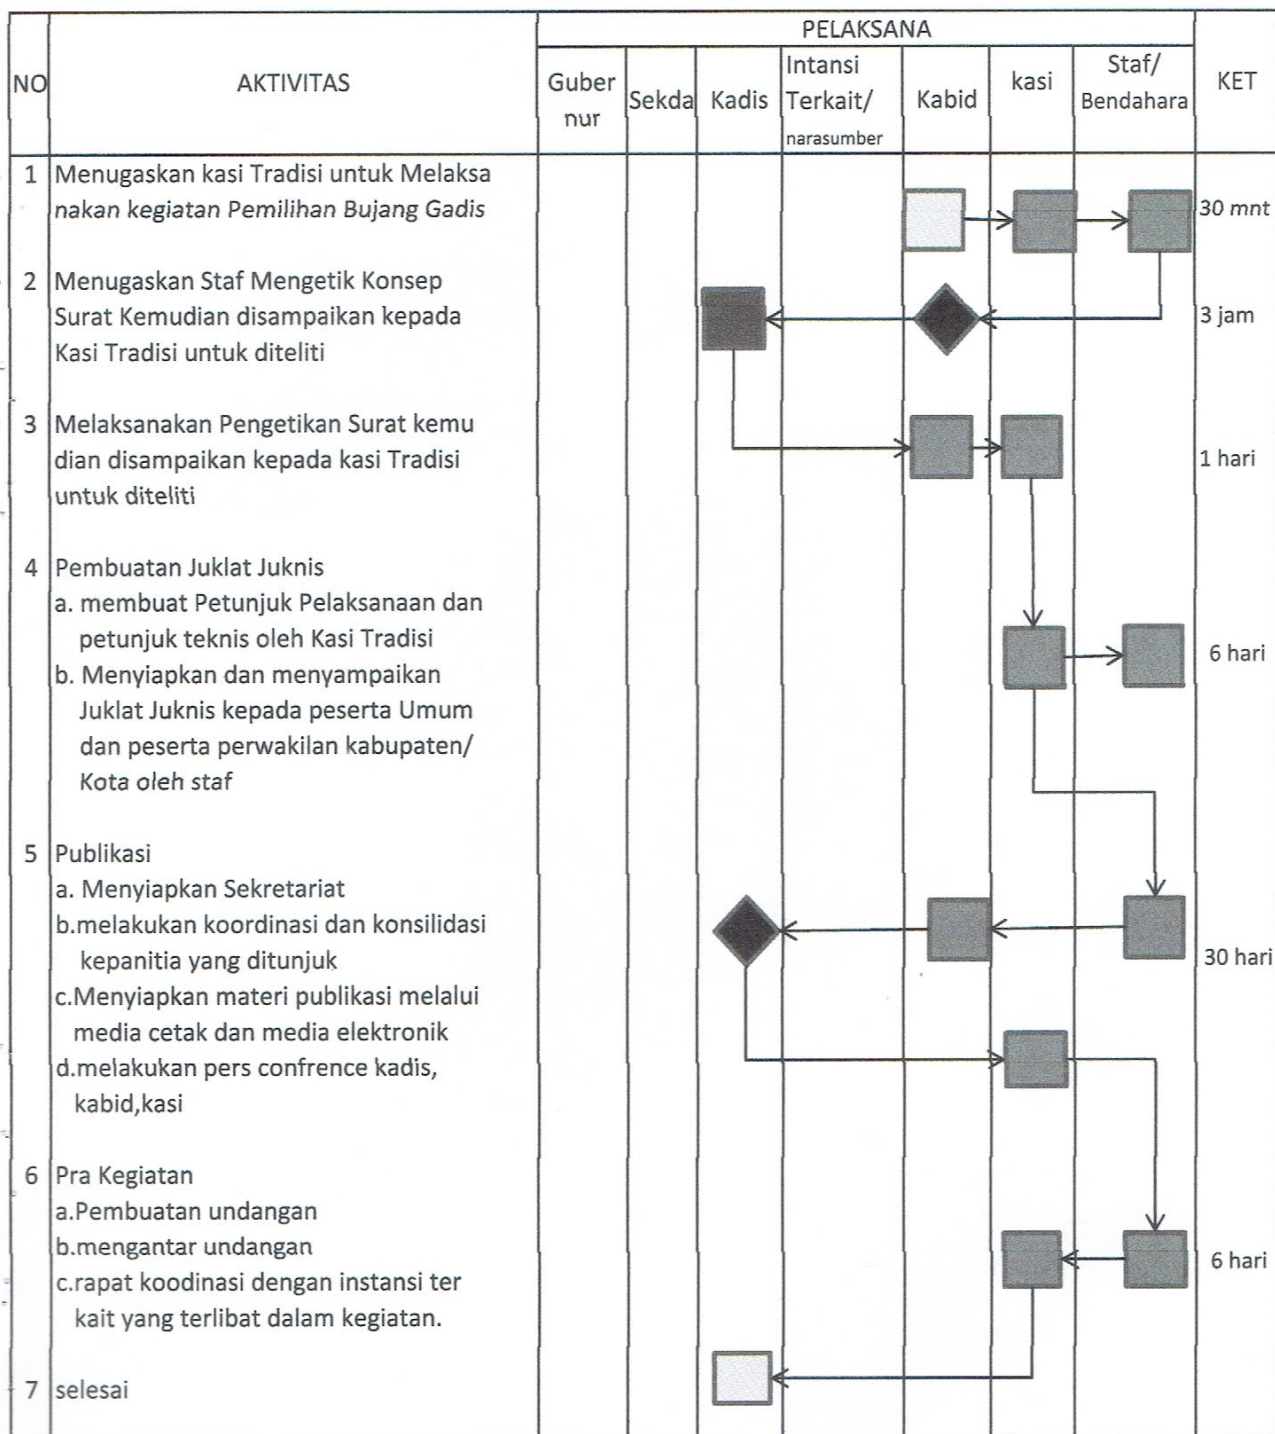 PELAKSANA
NO
AKTIVITAS
Guber
nur
Sekda
Kadis
Intansi
Terkait/
narasumber
Kabid
kasi
Staf/
Bendahara
KET
1 Menugaskan kasi Tradisi untuk Melaksa
nakan kegiatan Pemilihan Bujang Gadis
30 mnt
2 Menugaskan Staf Mengetik Konsep
Surat Kemudian disampaikan kepada
Kasi Tradisi untuk diteliti
3 jam
3 Melaksanakan Pengetikan Surat kemu
dian disampaikan kepada kasi Tradisi
untuk diteliti
1 hari
4 Pembuatan Juklat Juknis
a. membuat Petunjuk Pelaksanaan dan
petunjuk teknis oleh Kasi Tradisi
b. Menyiapkan dan menyampaikan
Juklat Juknis kepada peserta Umum
dan peserta perwakilan kabupaten/
Kota oleh staf
6 hari
5 Publikasi
a. Menyiapkan Sekretariat
b.melakukan koordinasi dan konsilidasi
kepanitia yang ditunjuk
c.Menyiapkan materi publikasi melalui
media cetak dan media elektronik
d.melakukan pers confrence kadis,
kabid,kasi
30 hari
6 Pra Kegiatan
a.Pembuatan undangan
b.mengantar undangan
c.rapat koodinasi dengan instansi ter
kait yang terlibat dalam kegiatan.
6 hari
7 selesai